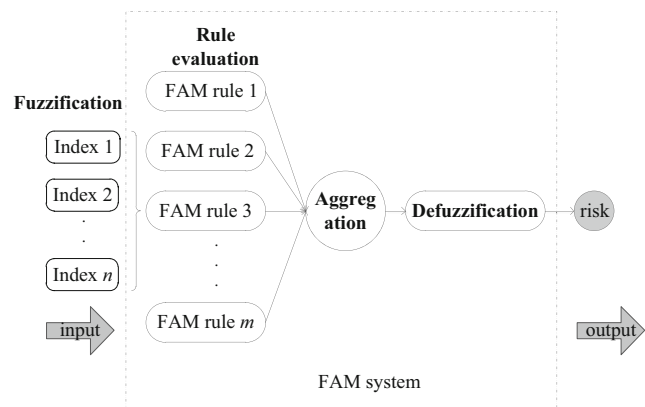 Rule
evaluation
Fuzzification
FAM rule 1
Index 1
FAM rule 2
Index 2
FAM rule 3
.
.
.
.
.
Index n
FAM rule m
Aggreg
ation
Defuzzification
risk
input
output
FAM system